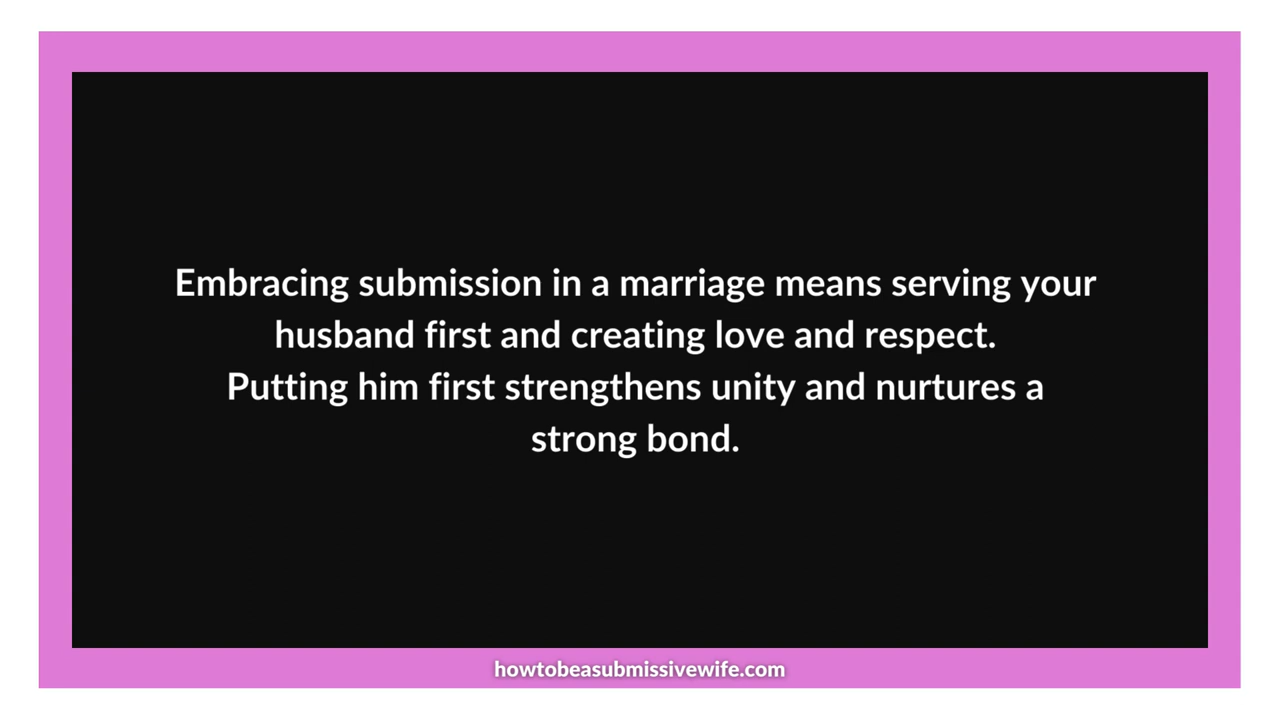 Embracing submission in a marriage means serving your
husband first and creating love and respect.
Putting him first strengthens unity and nurtures a
strong bond.
howtobeasubmissivewife.com